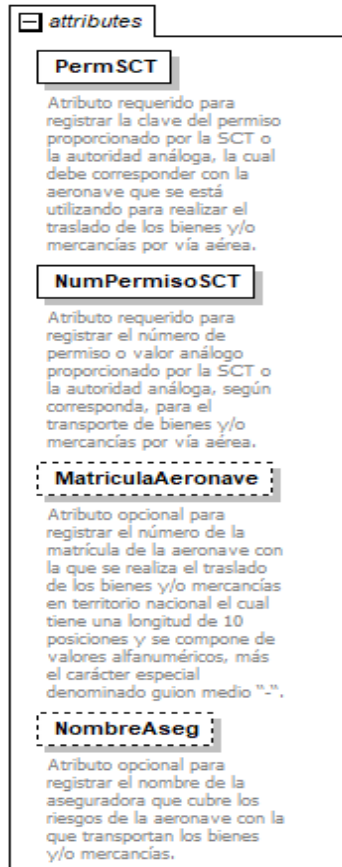 attributes
PermSCT
Atributo requerido para
registrar la clave del permiso
proporcionado por la SCT o
la autoridad análoga, la cual
debe corresponder con la
aeronave que se está
utilizando para realizar el
traslado de los bienes y/o
mercancías por vía aérea.
NumPermisoSCT
Atributo requerido para
registrar el número de
permiso o valor análogo
proporcionado por la SCT o
la autoridad análoga, según
corresponda, para el
transporte de bienes y/o
mercancías por vía aérea.
MatriculaAeronave
Atributo opcional para
registrar el número de la
matrícula de la aeronave con
la que se realiza el traslado
de los bienes y/o mercancías
en territorio nacional el cual
tiene una longitud de 10
posiciones y se compone de
valores alfanuméricos, más
el carácter especial
denominado guion medio “-“.
NombreAseg
Atributo opcional para
registrar el nombre de la
aseguradora que cubre los
riesgos de la aeronave con la
que transportan los bienes
y/o mercancías.